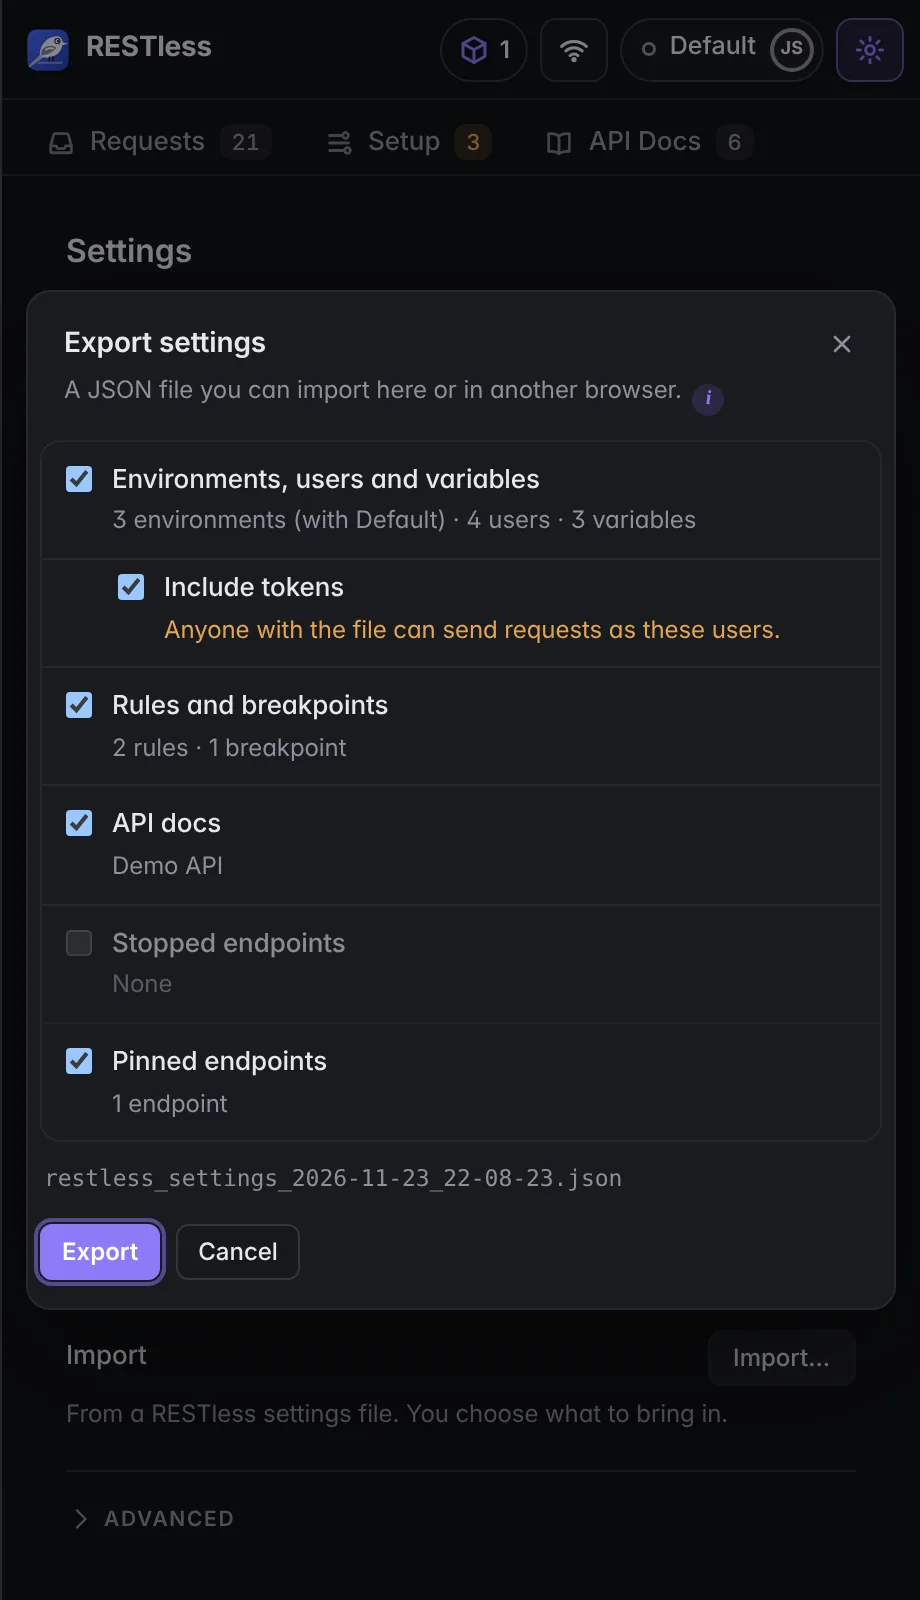 RESTless
1
Default
JS
Requests 21
Setup 3
API Docs 6
Settings
Export settings
A JSON file you can import here or in another browser.
i
Environments, users and variables
3 environments (with Default) · 4 users · 3 variables
Include tokens
Anyone with the file can send requests as these users.
Rules and breakpoints
2 rules · 1 breakpoint
API docs
Demo API
Stopped endpoints
None
Pinned endpoints
1 endpoint
restless_settings_2026-11-23_22-08-23.json
Export
Cancel
Import
Import...
From a RESTless settings file. You choose what to bring in.
ADVANCED